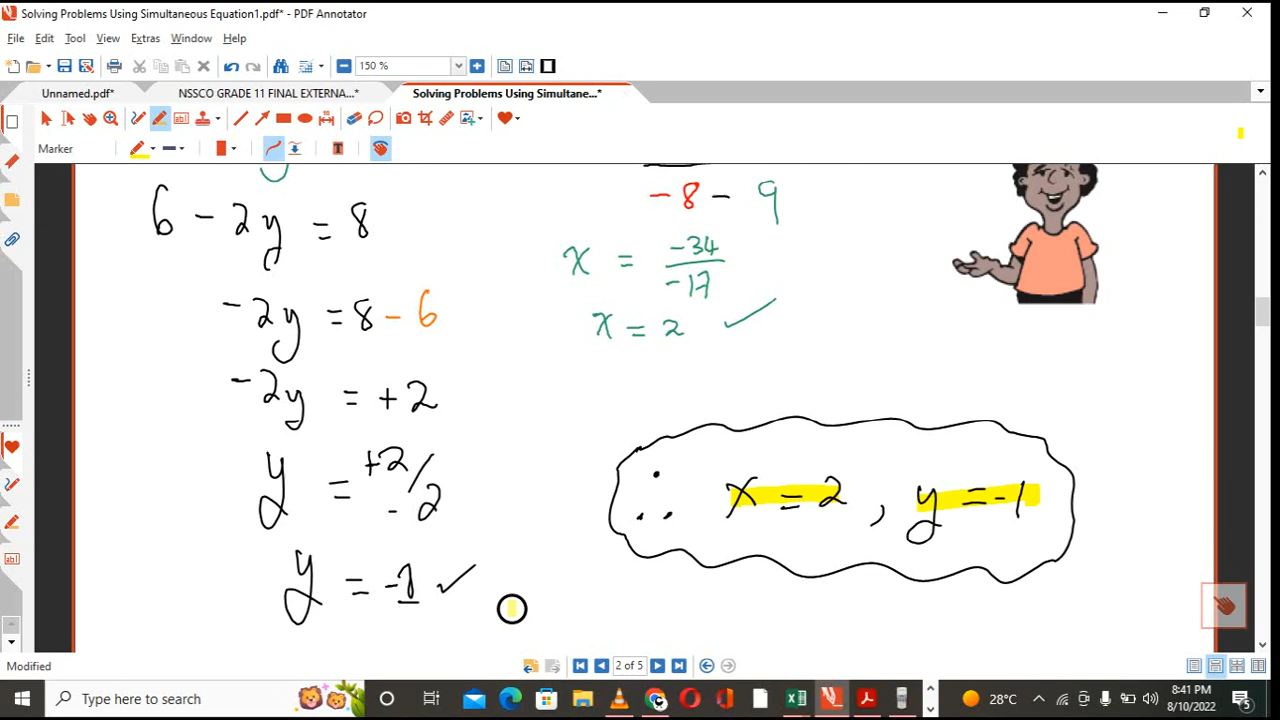 Solving Problems Using Simultaneous Equation1.pdf* - PDF Annotator
File Edit Tool View Extras Window Help
150 %
Unnamed.pdf* NSSCO GRADE 11 FINAL EXTERNA...* Solving Problems Using Simultane...*
Marker
6 - 2y = 8
-2y = 8 - 6
-2y = +2
y = +2/-2
y = -1 ✓
-8 - 9
x = -34/-17
x = 2 ✓
∴ x = 2 , y = -1
Modified
2 of 5
Type here to search
28°C
8:41 PM
8/10/2022
5